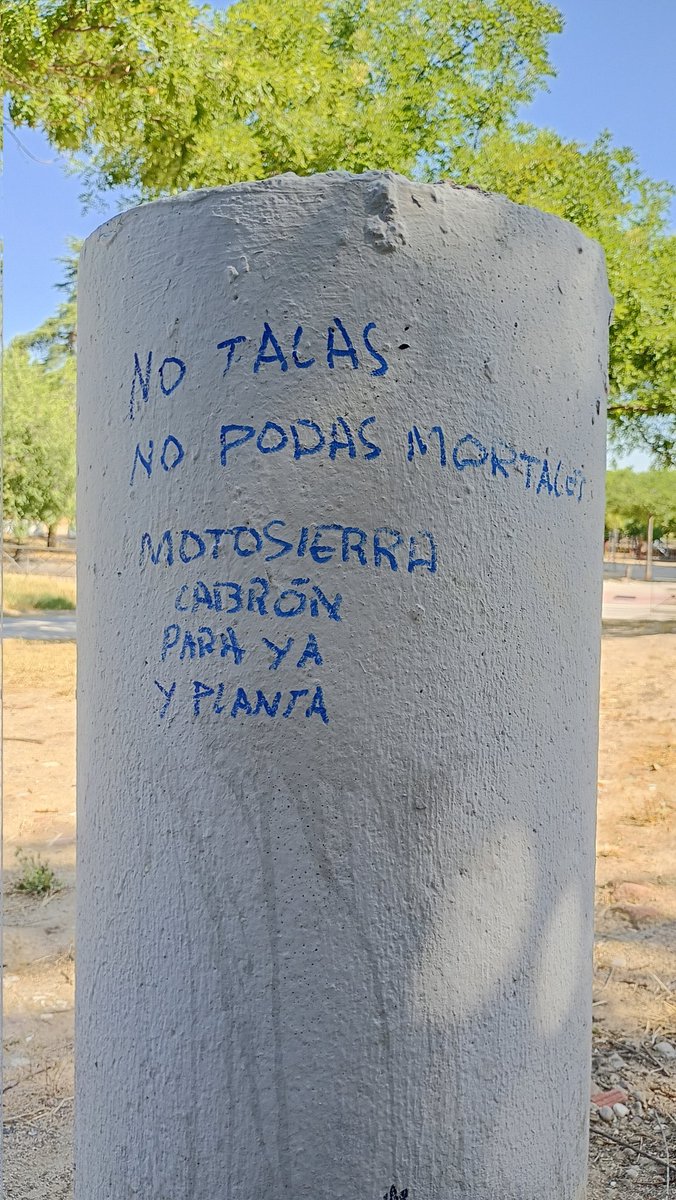 NO TALAS
NO PODAS MORTALES
MOTOSIERRA
CABRÓN
PARA YA
Y PLANTA